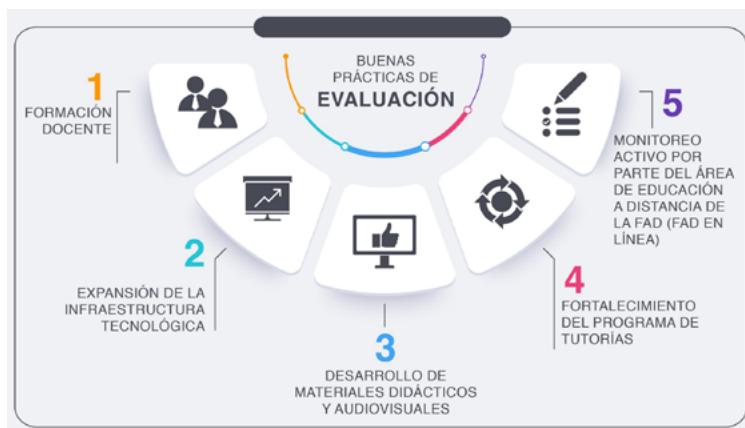 BUENAS
PRÁCTICAS DE
EVALUACIÓN
1
FORMACIÓN
DOCENTE
2
EXPANSIÓN DE LA
INFRAESTRUCTURA
TECNOLÓGICA
3
DESARROLLO DE
MATERIALES DIDÁCTICOS
Y AUDIOVISUALES
4
FORTALECIMIENTO
DEL PROGRAMA DE
TUTORÍAS
5
MONITOREO
ACTIVO POR
PARTE DEL ÁREA
DE EDUCACIÓN
A DISTANCIA DE
LA FAD (FAD EN
LÍNEA)